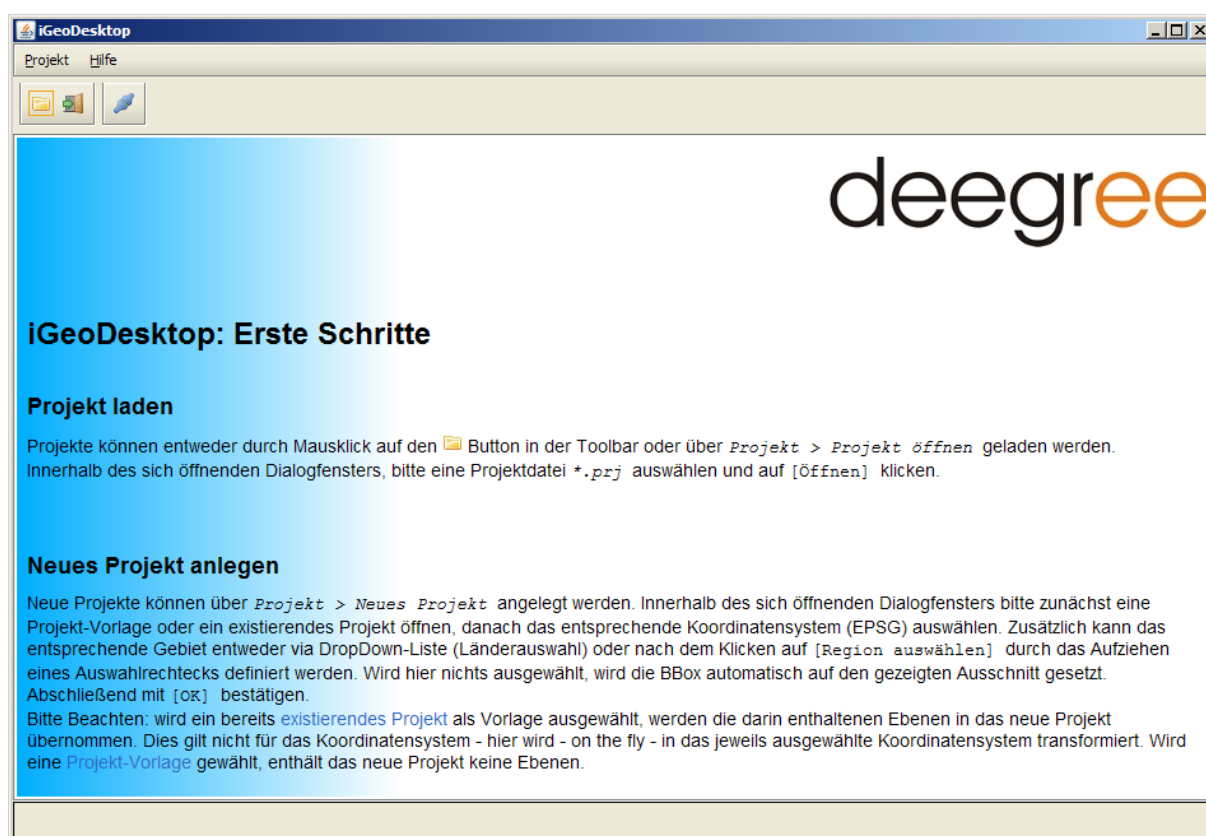 iGeoDesktop
Projekt Hilfe
deegree
iGeoDesktop: Erste Schritte
Projekt laden
Projekte können entweder durch Mausklick auf den Button in der Toolbar oder über Projekt > Projekt öffnen geladen werden.
Innerhalb des sich öffnenden Dialogfensters, bitte eine Projektdatei *.prj auswählen und auf [Öffnen] klicken.
Neues Projekt anlegen
Neue Projekte können über Projekt > Neues Projekt angelegt werden. Innerhalb des sich öffnenden Dialogfensters bitte zunächst eine
Projekt-Vorlage oder ein existierendes Projekt öffnen, danach das entsprechende Koordinatensystem (EPSG) auswählen. Zusätzlich kann das
entsprechende Gebiet entweder via DropDown-Liste (Länderauswahl) oder nach dem Klicken auf [Region auswählen] durch das Aufziehen
eines Auswahlrechtecks definiert werden. Wird hier nichts ausgewählt, wird die BBox automatisch auf den gezeigten Ausschnitt gesetzt.
Abschließend mit [OK] bestätigen.
Bitte Beachten: wird ein bereits existierendes Projekt als Vorlage ausgewählt, werden die darin enthaltenen Ebenen in das neue Projekt
übernommen. Dies gilt nicht für das Koordinatensystem - hier wird - on the fly - in das jeweils ausgewählte Koordinatensystem transformiert. Wird
eine Projekt-Vorlage gewählt, enthält das neue Projekt keine Ebenen.